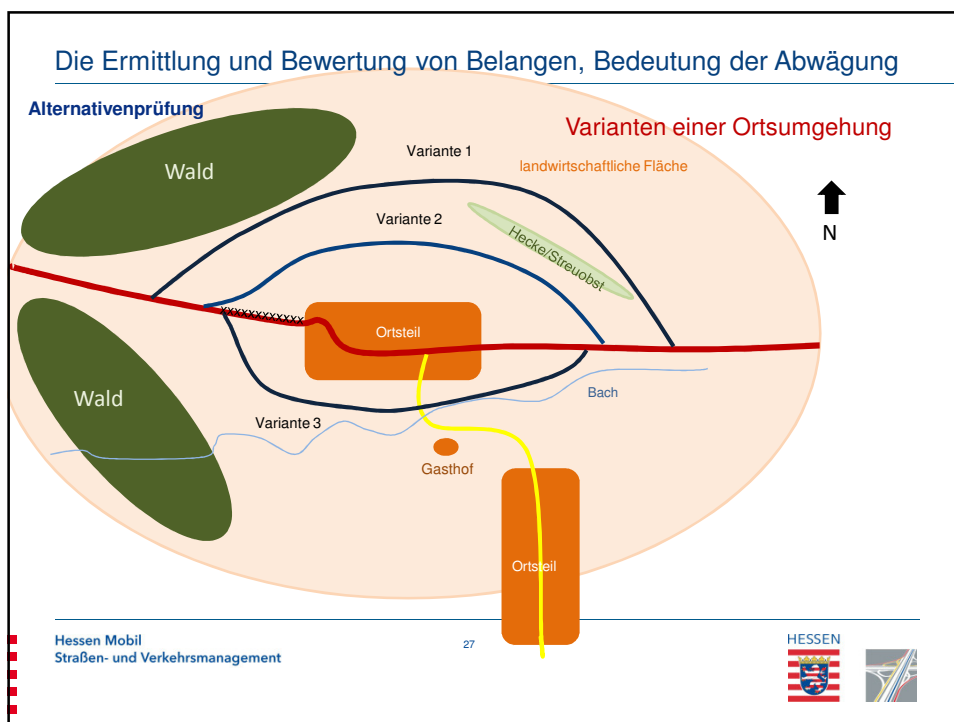 Die Ermittlung und Bewertung von Belangen, Bedeutung der Abwägung
Alternativenprüfung
Varianten einer Ortsumgehung
Variante 1
landwirtschaftliche Fläche
Wald
Variante 2
Hecke/Streuobst
N
xxxxxxxxxxxx
Ortsteil
Wald
Bach
Variante 3
Gasthof
Ortsteil
Hessen Mobil
Straßen- und Verkehrsmanagement
27
HESSEN